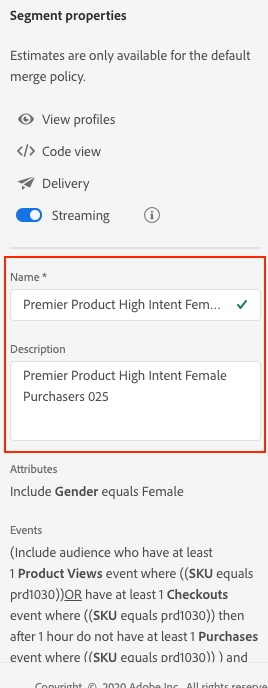 Segment properties
Estimates are only available for the default
merge policy.
View profiles
</> Code view
Delivery
Streaming
Name *
Premier Product High Intent Fem...
Description
Premier Product High Intent Female
Purchasers 025
Attributes
Include Gender equals Female
Events
(Include audience who have at least
1 Product Views event where ((SKU equals
prd1030))OR have at least 1 Checkouts
event where ((SKU equals prd1030)) then
after 1 hour do not have at least 1 Purchases
event where ((SKU equals prd1030)) ) and
Copyright © 2020 Adobe Inc. All rights reserve